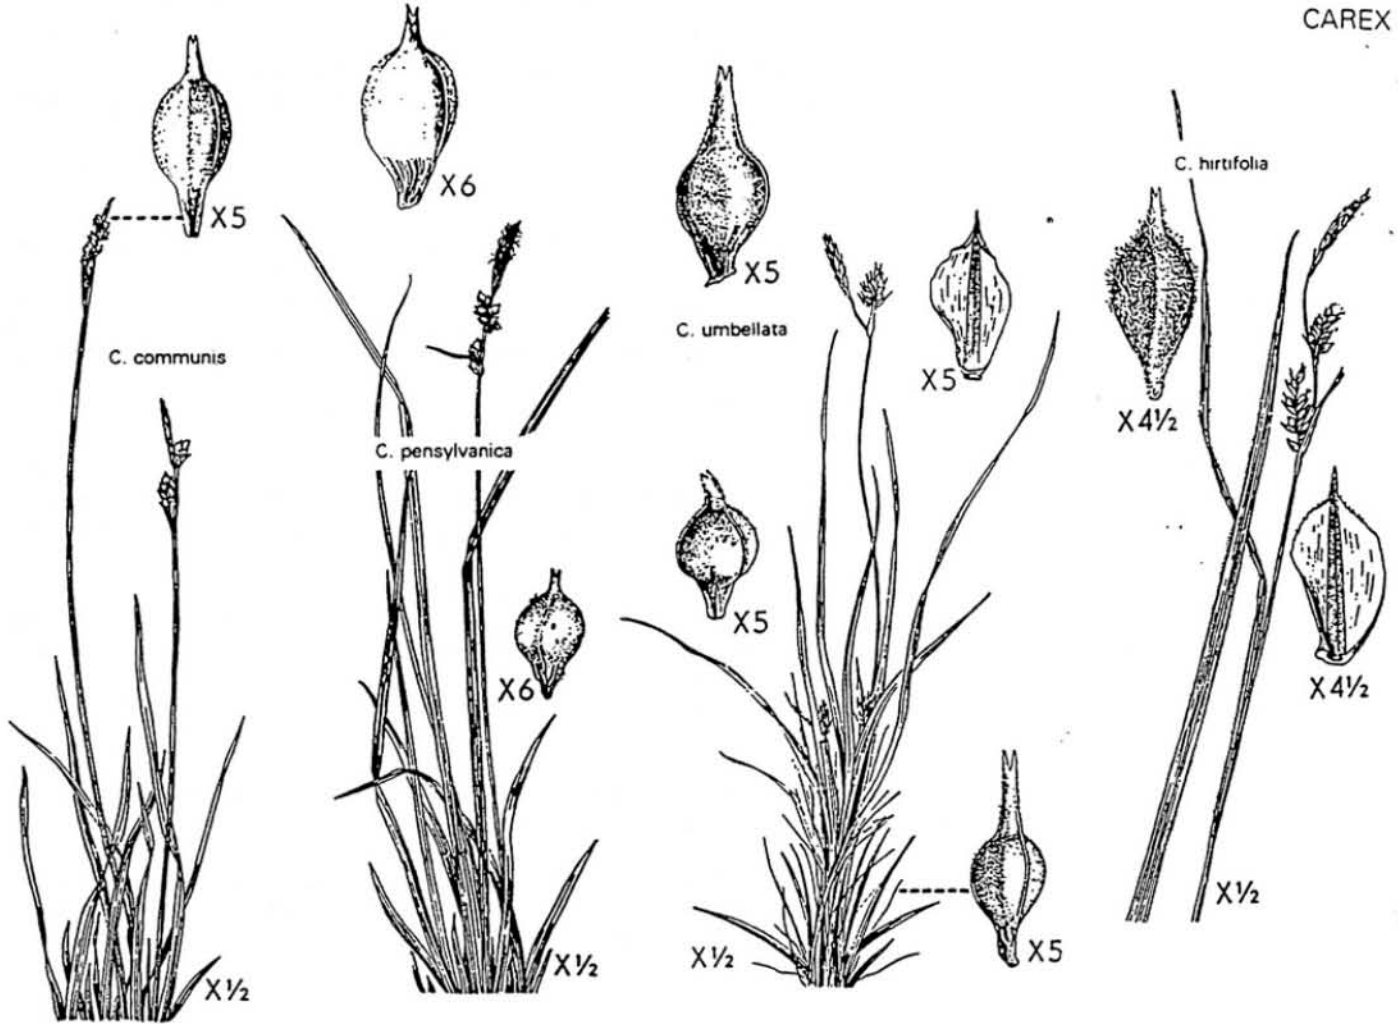 CAREX
X5
X6
C. communis
C. pensylvanica
X6
X½
X½
X5
C. umbellata
X5
X5
X5
X½
C. hirtifolia
X4½
X4½
X½